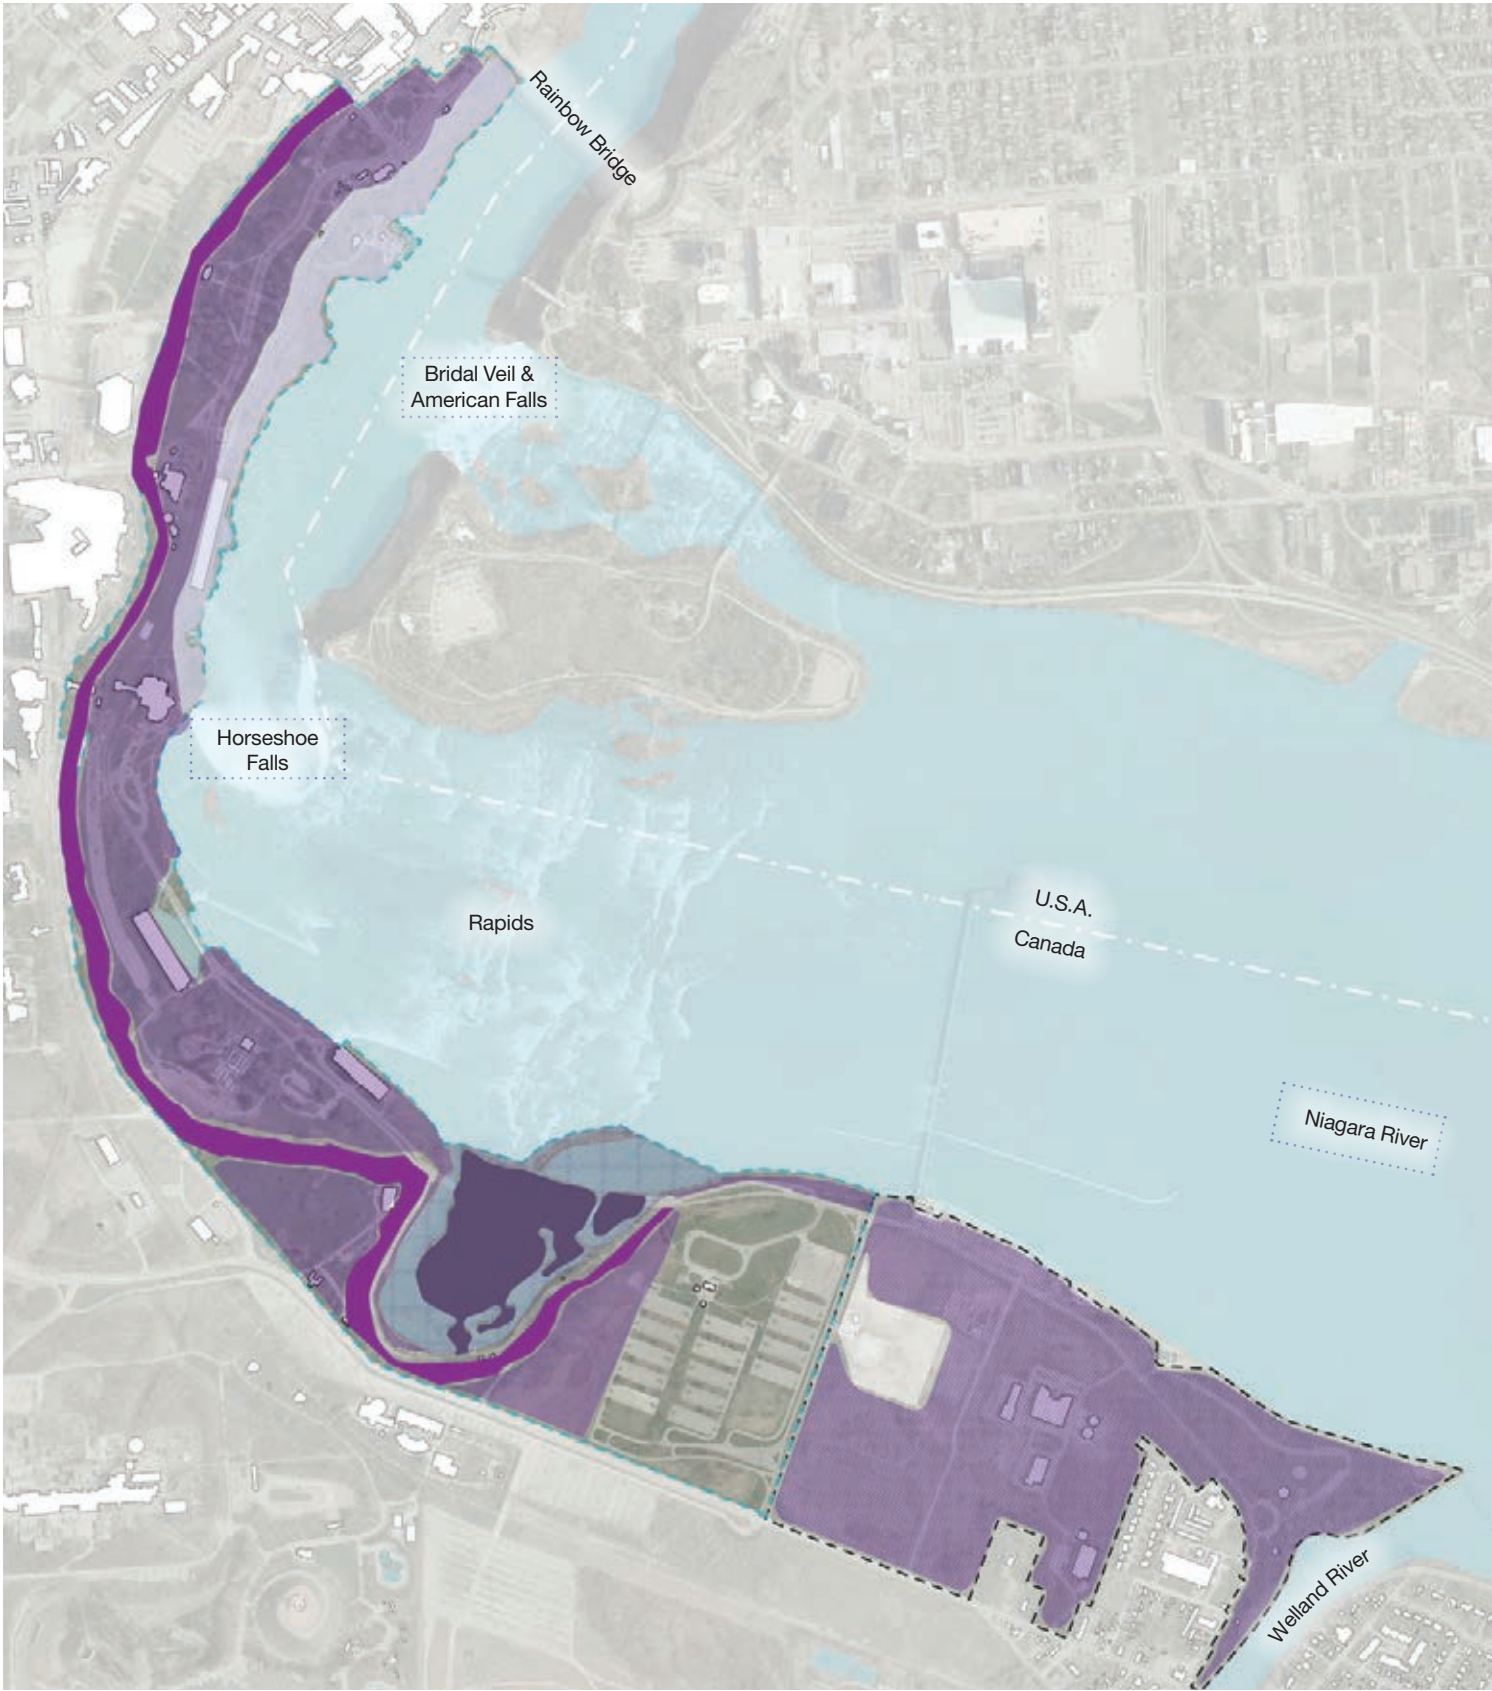 Rainbow Bridge
Bridal Veil &
American Falls
Horseshoe
Falls
Rapids
U.S.A.
Canada
Niagara River
Welland River